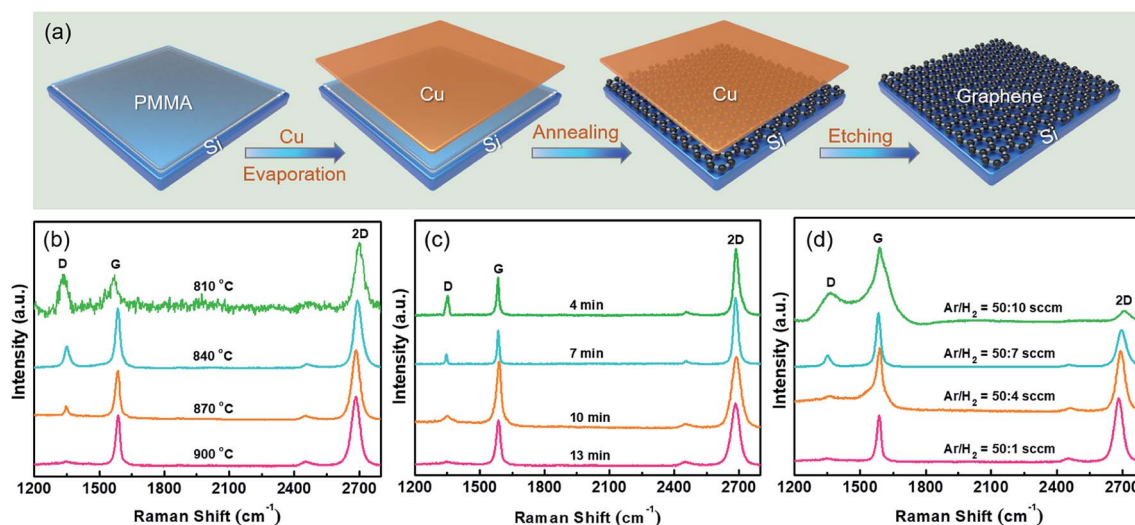 (a)
PMMA
Si
Cu
Evaporation
Cu
Si
Annealing
Cu
Si
Etching
Graphene
Si
(b)
D
G
2D
810 °C
840 °C
870 °C
900 °C
Intensity (a.u.)
1200 1500 1800 2100 2400 2700
Raman Shift (cm⁻¹)
(c)
D
G
2D
4 min
7 min
10 min
13 min
Intensity (a.u.)
1200 1500 1800 2100 2400 2700
Raman Shift (cm⁻¹)
(d)
D
G
2D
Ar/H₂ = 50:10 sccm
Ar/H₂ = 50:7 sccm
Ar/H₂ = 50:4 sccm
Ar/H₂ = 50:1 sccm
Intensity (a.u.)
1200 1500 1800 2100 2400 2700
Raman Shift (cm⁻¹)